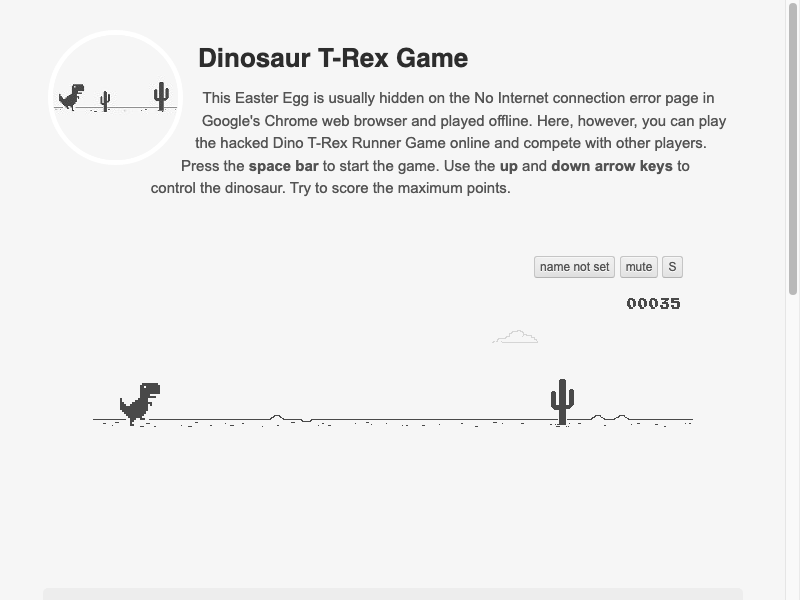 Dinosaur T-Rex Game
This Easter Egg is usually hidden on the No Internet connection error page in
Google's Chrome web browser and played offline. Here, however, you can play
the hacked Dino T-Rex Runner Game online and compete with other players.
Press the space bar to start the game. Use the up and down arrow keys to
control the dinosaur. Try to score the maximum points.
name not set mute S
00035